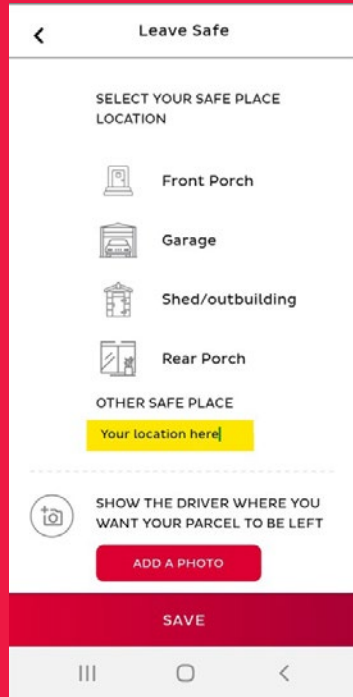 Leave Safe
SELECT YOUR SAFE PLACE
LOCATION
Front Porch
Garage
Shed/outbuilding
Rear Porch
OTHER SAFE PLACE
Your location here
SHOW THE DRIVER WHERE YOU
WANT YOUR PARCEL TO BE LEFT
ADD A PHOTO
SAVE